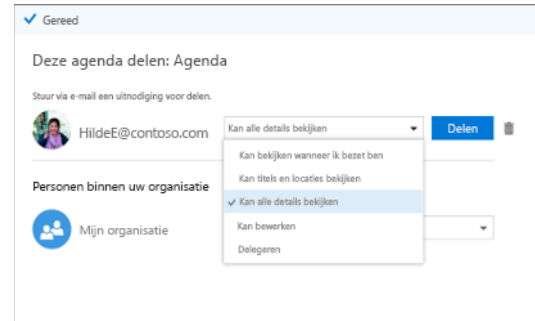 Gereed
Deze agenda delen: Agenda
Stuur via e-mail een uitnodiging voor delen.
HildeE@contoso.com
Kan alle details bekijken
Delen
Kan bekijken wanneer ik bezet ben
Kan titels en locaties bekijken
Kan alle details bekijken
Kan bewerken
Delegeren
Personen binnen uw organisatie
Mijn organisatie